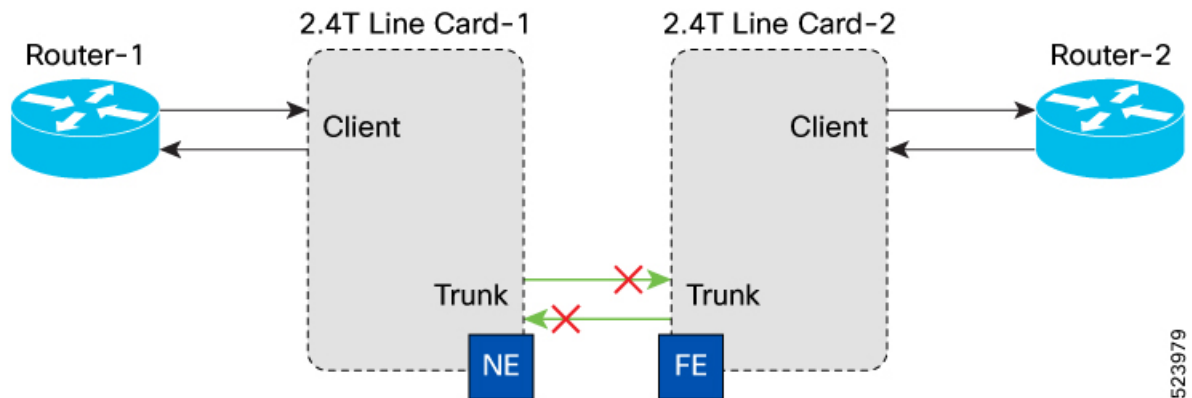 2.4T Line Card-1
2.4T Line Card-2
Router-1
Router-2
Client
Client
Trunk
Trunk
NE
FE
523979